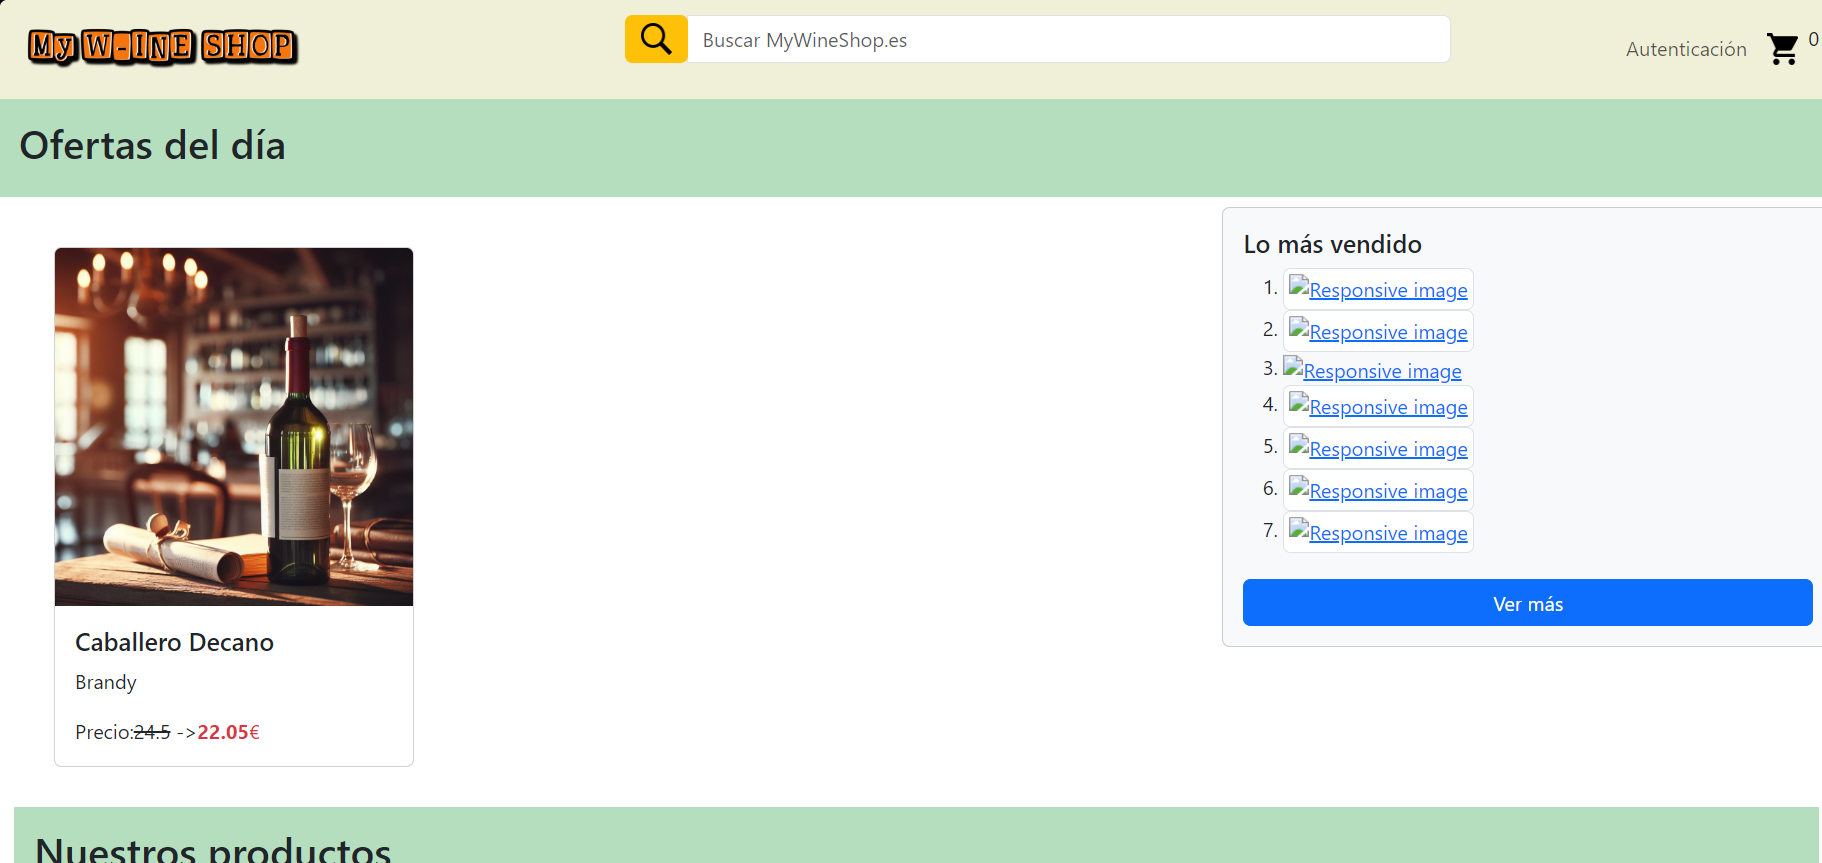 My W-INE SHOP
Buscar MyWineShop.es
Autenticación
0
Ofertas del día
Lo más vendido
1. Responsive image
2. Responsive image
3. Responsive image
4. Responsive image
5. Responsive image
6. Responsive image
7. Responsive image
Ver más
Caballero Decano
Brandy
Precio:24.5 ->22.05€
Nuestros productos